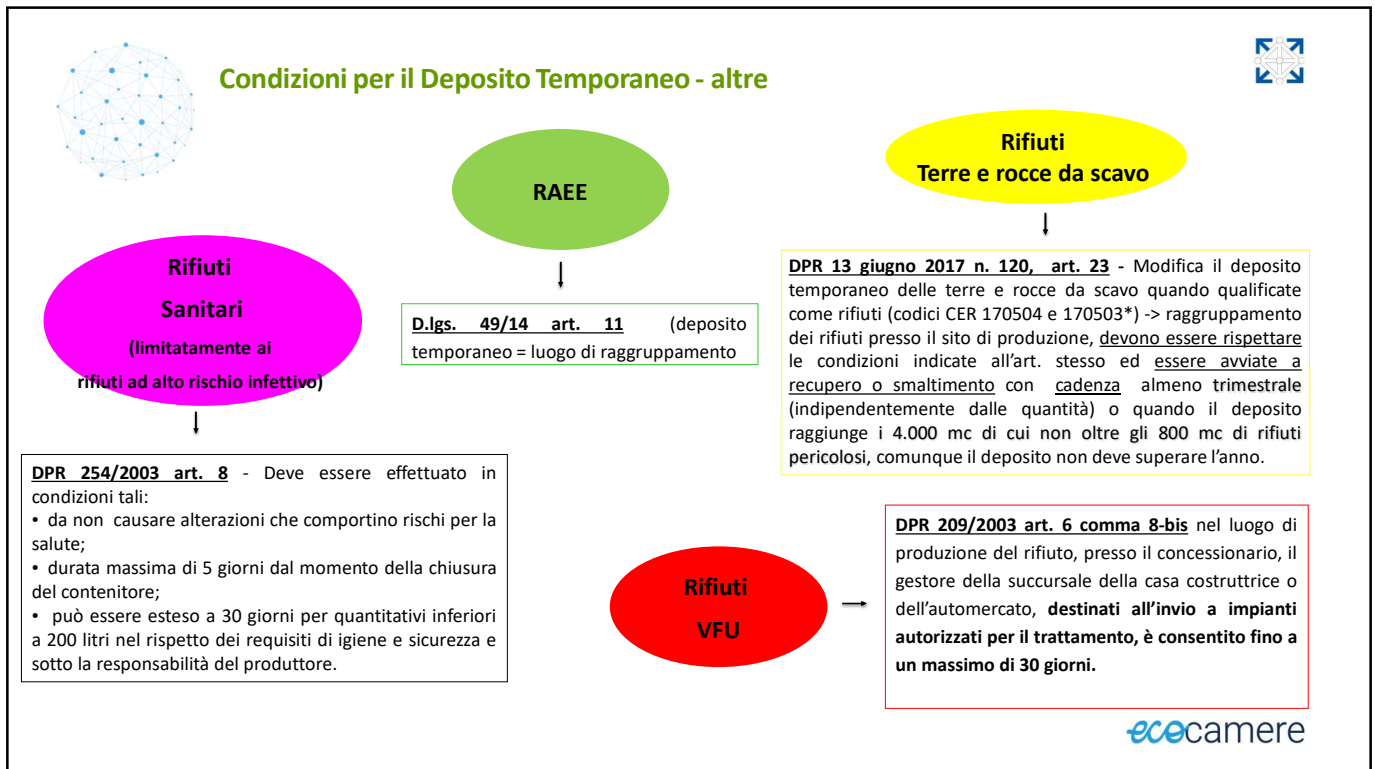 Condizioni per il Deposito Temporaneo - altre
RAEE
Rifiuti
Terre e rocce da scavo
Rifiuti
Sanitari
(limitatamente ai
rifiuti ad alto rischio infettivo)
D.lgs. 49/14 art. 11 (deposito
temporaneo = luogo di raggruppamento
DPR 13 giugno 2017 n. 120, art. 23 - Modifica il deposito
temporaneo delle terre e rocce da scavo quando qualificate
come rifiuti (codici CER 170504 e 170503*) -> raggruppamento
dei rifiuti presso il sito di produzione, devono essere rispettare
le condizioni indicate all'art. stesso ed essere avviate a
recupero o smaltimento con cadenza almeno trimestrale
(indipendentemente dalle quantità) o quando il deposito
raggiunge i 4.000 mc di cui non oltre gli 800 mc di rifiuti
pericolosi, comunque il deposito non deve superare l'anno.
DPR 254/2003 art. 8 - Deve essere effettuato in
condizioni tali:
• da non causare alterazioni che comportino rischi per la
salute;
• durata massima di 5 giorni dal momento della chiusura
del contenitore;
• può essere esteso a 30 giorni per quantitativi inferiori
a 200 litri nel rispetto dei requisiti di igiene e sicurezza e
sotto la responsabilità del produttore.
Rifiuti
VFU
DPR 209/2003 art. 6 comma 8-bis nel luogo di
produzione del rifiuto, presso il concessionario, il
gestore della succursale della casa costruttrice o
dell'automercato, destinati all'invio a impianti
autorizzati per il trattamento, è consentito fino a
un massimo di 30 giorni.
ecocamere